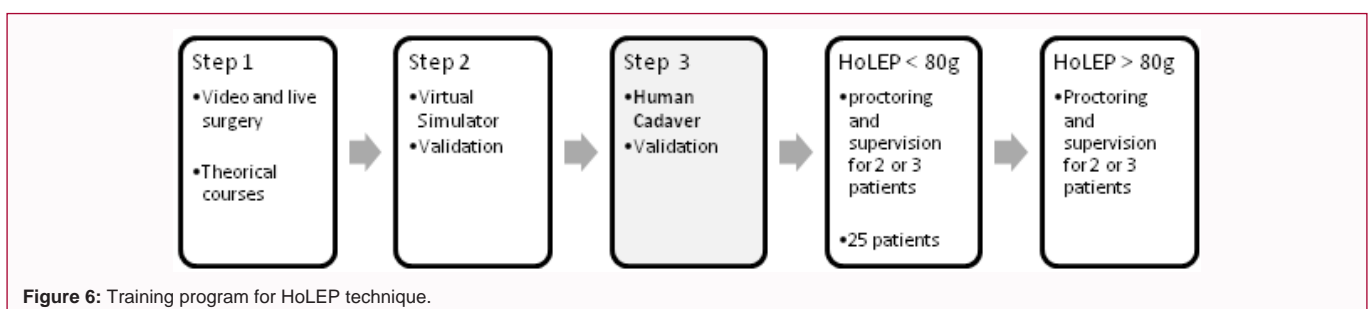 Step 1
•Video and live
surgery
•Theorical
courses
Step 2
•Virtual
Simulator
•Validation
Step 3
•Human
Cadaver
•Validation
HoLEP < 80g
•proctoring
and
supervision
for 2 or 3
patients
•25 patients
HoLEP > 80g
•Proctoring
and
supervision
for 2 or 3
patients
Figure 6: Training program for HoLEP technique.